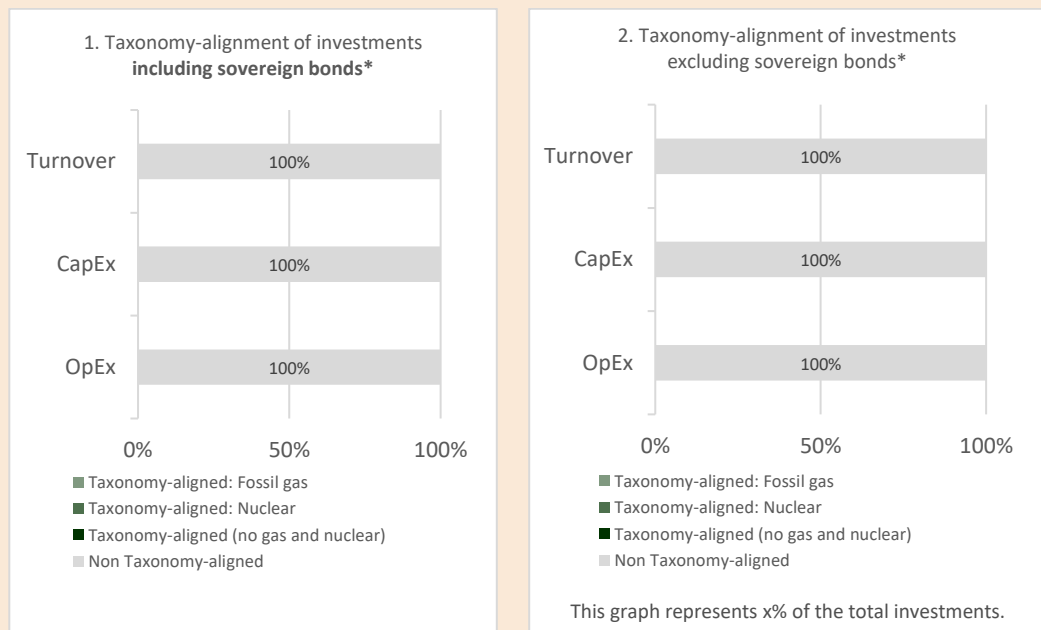 1. Taxonomy-alignment of investments
including sovereign bonds*
Turnover
100%
CapEx
100%
OpEx
100%
0%
50%
100%
Taxonomy-aligned: Fossil gas
Taxonomy-aligned: Nuclear
Taxonomy-aligned (no gas and nuclear)
Non Taxonomy-aligned
2. Taxonomy-alignment of investments
excluding sovereign bonds*
Turnover
100%
CapEx
100%
OpEx
100%
0%
50%
100%
Taxonomy-aligned: Fossil gas
Taxonomy-aligned: Nuclear
Taxonomy-aligned (no gas and nuclear)
Non Taxonomy-aligned
This graph represents x% of the total investments.